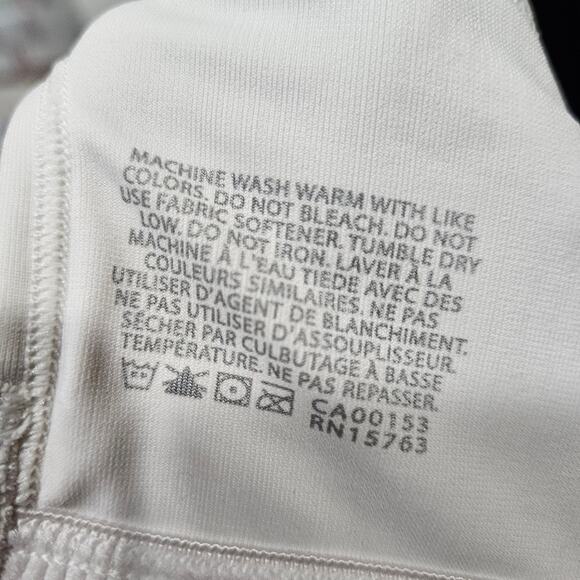 MACHINE WASH WARM WITH LIKE
COLORS. DO NOT BLEACH. DO NOT
USE FABRIC SOFTENER. TUMBLE DRY
LOW. DO NOT IRON. LAVER À LA
MACHINE À L'EAU TIEDE AVEC DES
COULEURS SIMILAIRES. NE PAS
UTILISER D'AGENT DE BLANCHIMENT.
NE PAS UTILISER D'ASSOUPLISSEUR.
SÉCHER PAR CULBUTAGE À BASSE
TEMPÉRATURE. NE PAS REPASSER.
CA00153
RN15763